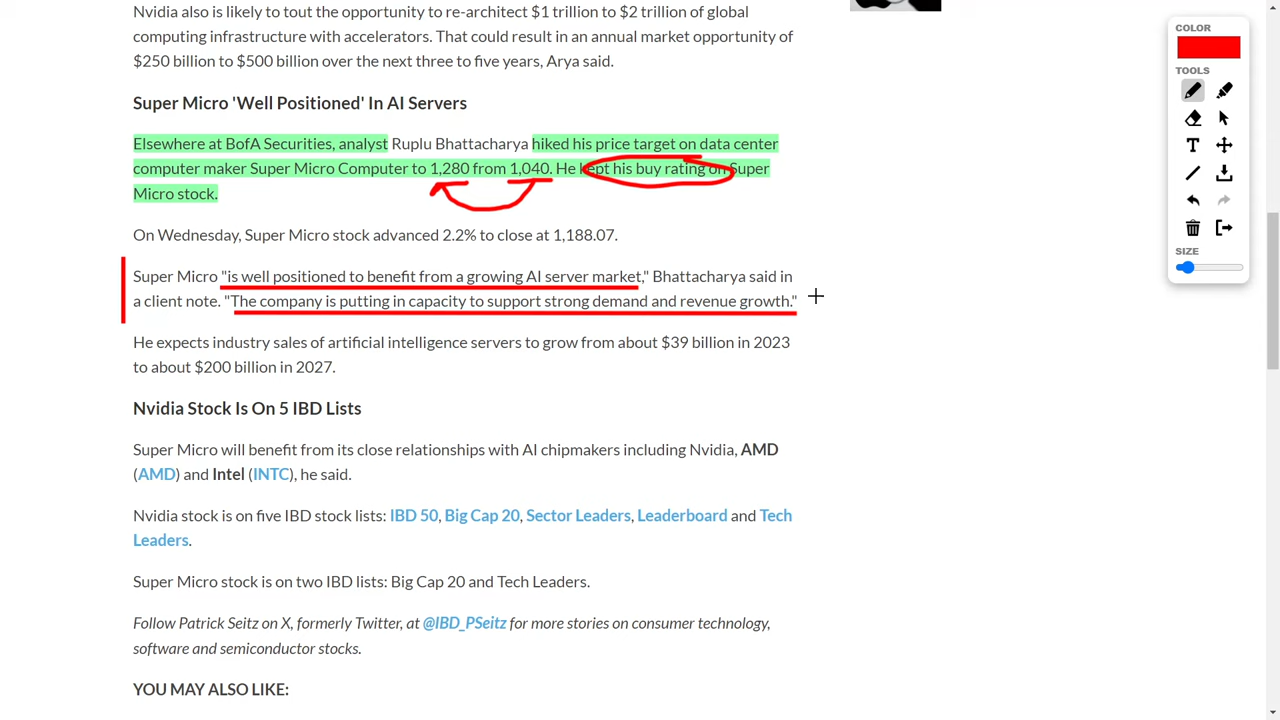 Nvidia also is likely to tout the opportunity to re-architect $1 trillion to $2 trillion of global
computing infrastructure with accelerators. That could result in an annual market opportunity of
$250 billion to $500 billion over the next three to five years, Arya said.
Super Micro 'Well Positioned' In AI Servers
Elsewhere at BofA Securities, analyst Ruplu Bhattacharya hiked his price target on data center
computer maker Super Micro Computer to 1,280 from 1,040. He kept his buy rating on Super
Micro stock.
On Wednesday, Super Micro stock advanced 2.2% to close at 1,188.07.
Super Micro "is well positioned to benefit from a growing AI server market," Bhattacharya said in
a client note. "The company is putting in capacity to support strong demand and revenue growth."
He expects industry sales of artificial intelligence servers to grow from about $39 billion in 2023
to about $200 billion in 2027.
Nvidia Stock Is On 5 IBD Lists
Super Micro will benefit from its close relationships with AI chipmakers including Nvidia, AMD
(AMD) and Intel (INTC), he said.
Nvidia stock is on five IBD stock lists: IBD 50, Big Cap 20, Sector Leaders, Leaderboard and Tech
Leaders.
Super Micro stock is on two IBD lists: Big Cap 20 and Tech Leaders.
Follow Patrick Seitz on X, formerly Twitter, at @IBD_PSeitz for more stories on consumer technology,
software and semiconductor stocks.
YOU MAY ALSO LIKE:
COLOR
TOOLS
T
SIZE